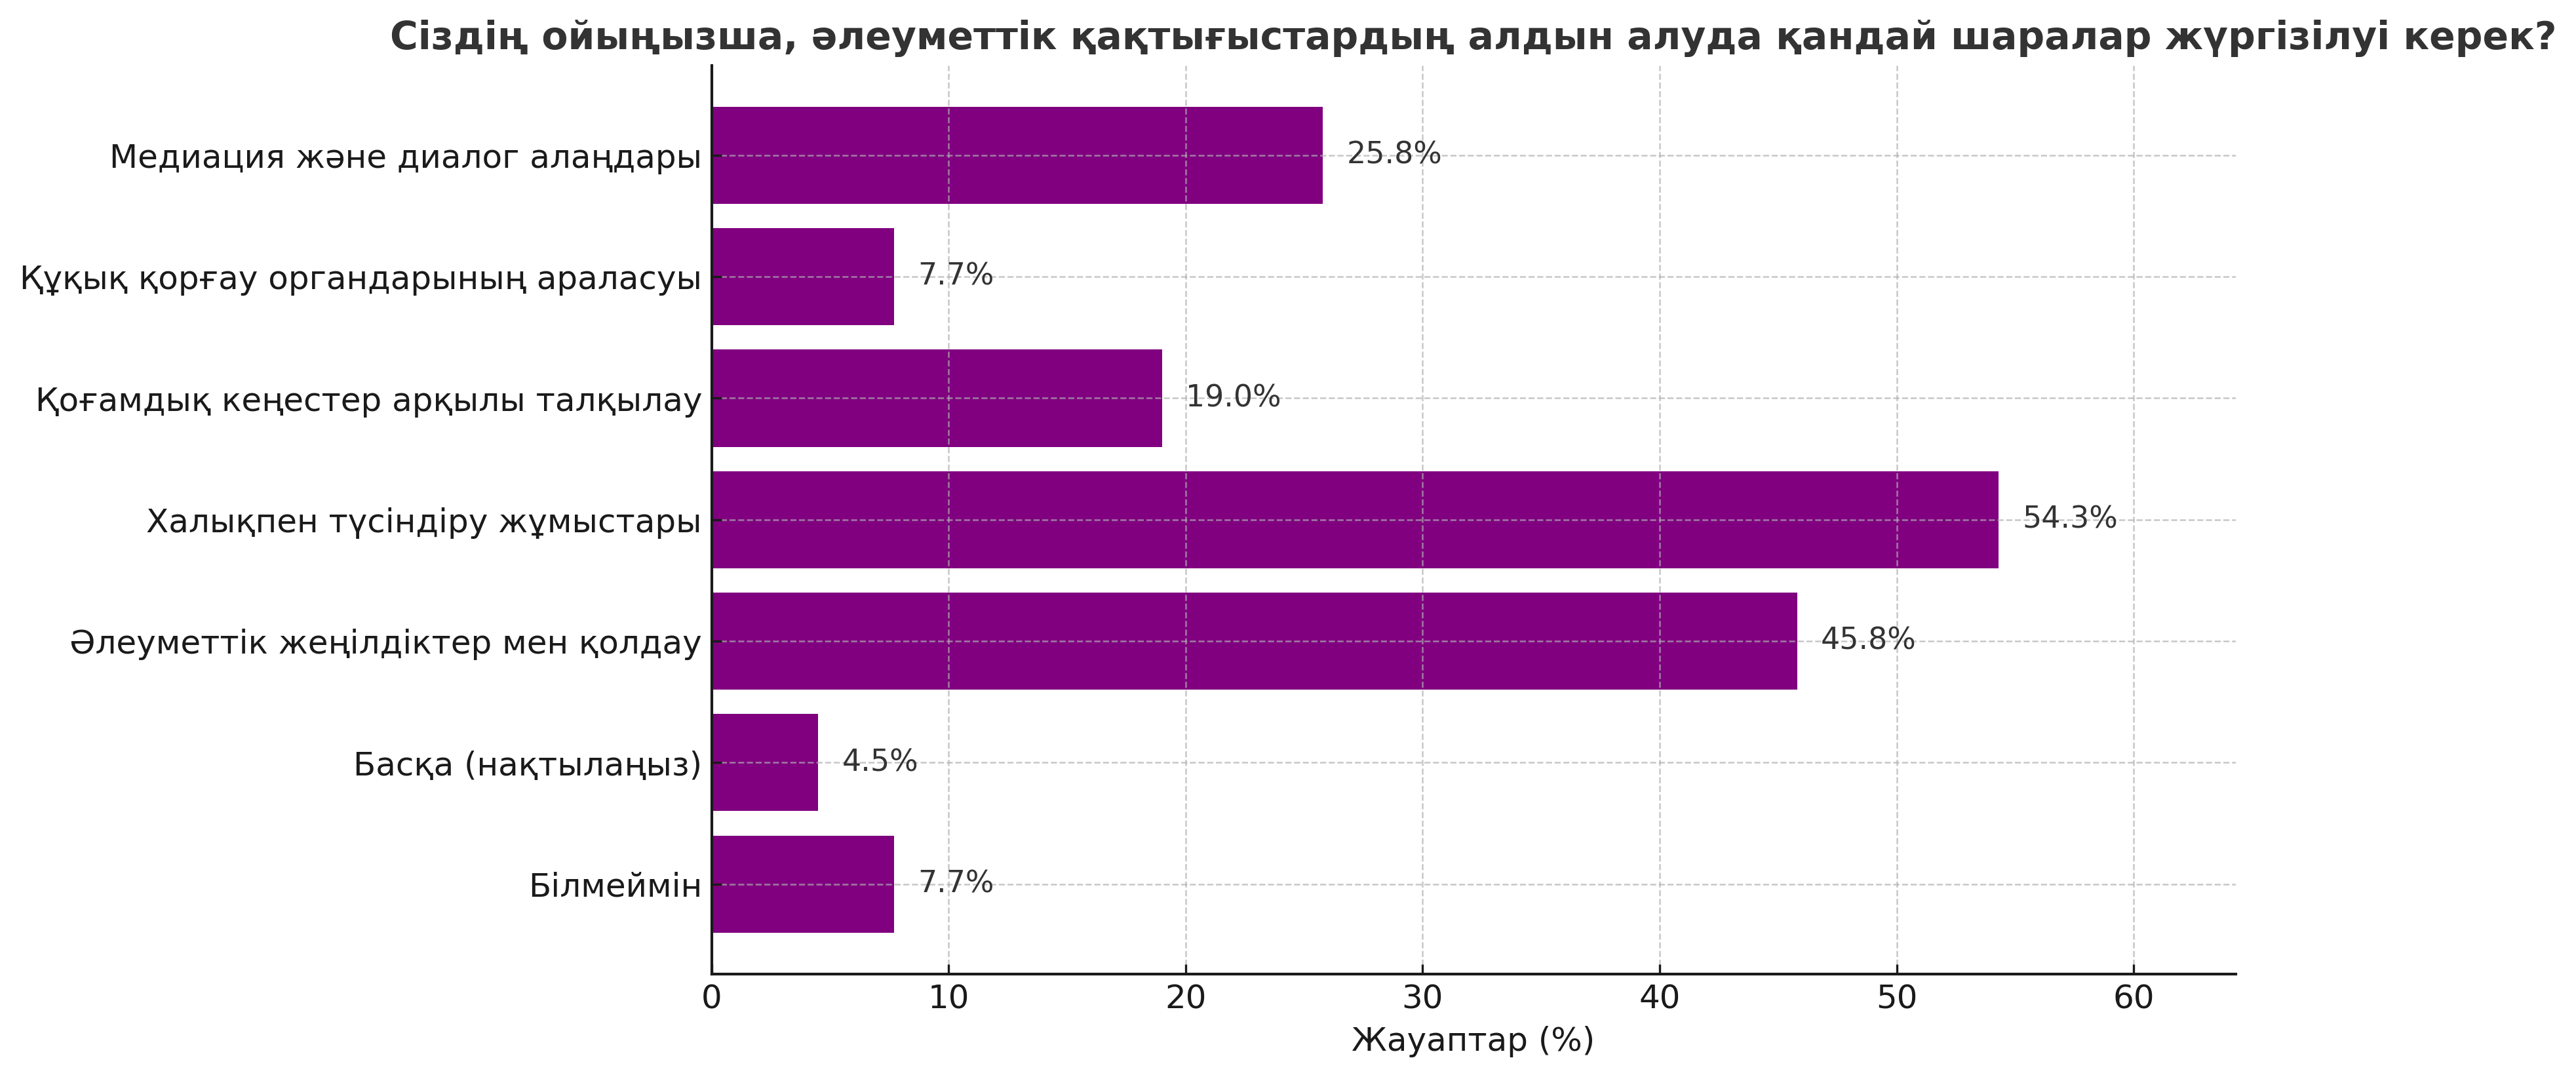 Сіздің ойыңызша, әлеуметтік қақтығыстардың алдын алуда қандай шаралар жүргізілуі керек?
Медиация және диалог алаңдары
25.8%
Құқық қорғау органдарының араласуы
7.7%
Қоғамдық кеңестер арқылы талқылау
19.0%
Халықпен түсіндіру жұмыстары
54.3%
Әлеуметтік жеңілдіктер мен қолдау
45.8%
Басқа (нақтылаңыз)
4.5%
Білмеймін
7.7%
0 10 20 30 40 50 60
Жауаптар (%)